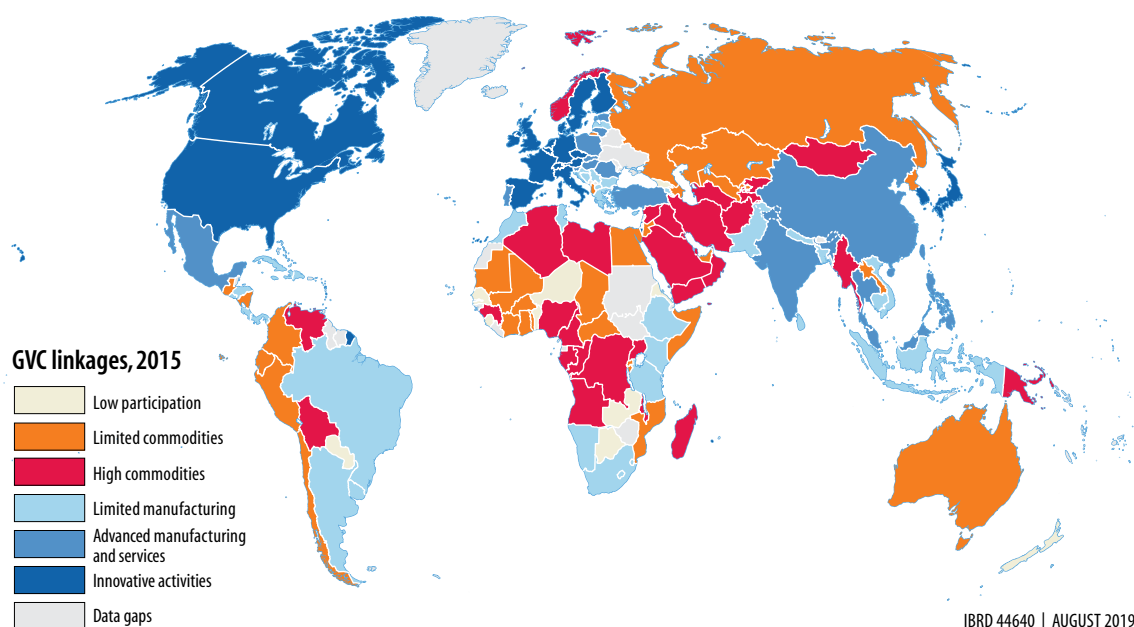 GVC linkages, 2015
Low participation
Limited commodities
High commodities
Limited manufacturing
Advanced manufacturing
and services
Innovative activities
Data gaps
IBRD 44640 | AUGUST 2019